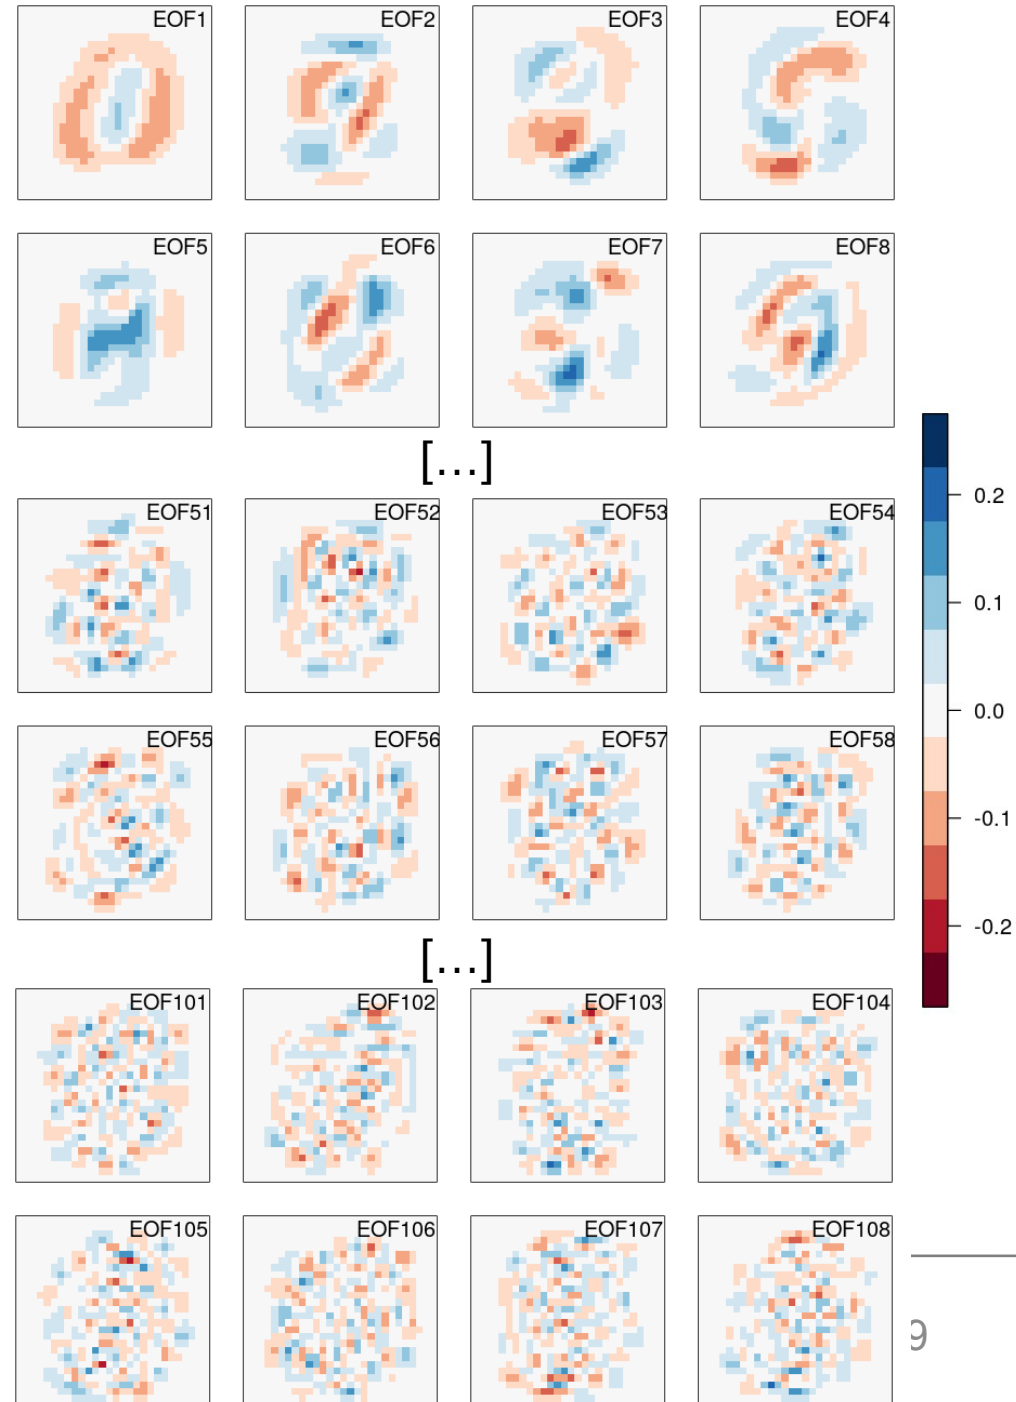 EOF1 EOF2 EOF3 EOF4
EOF5 EOF6 EOF7 EOF8
[...]
EOF51 EOF52 EOF53 EOF54
EOF55 EOF56 EOF57 EOF58
[...]
EOF101 EOF102 EOF103 EOF104
EOF105 EOF106 EOF107 EOF108
0.2
0.1
0.0
-0.1
-0.2
9